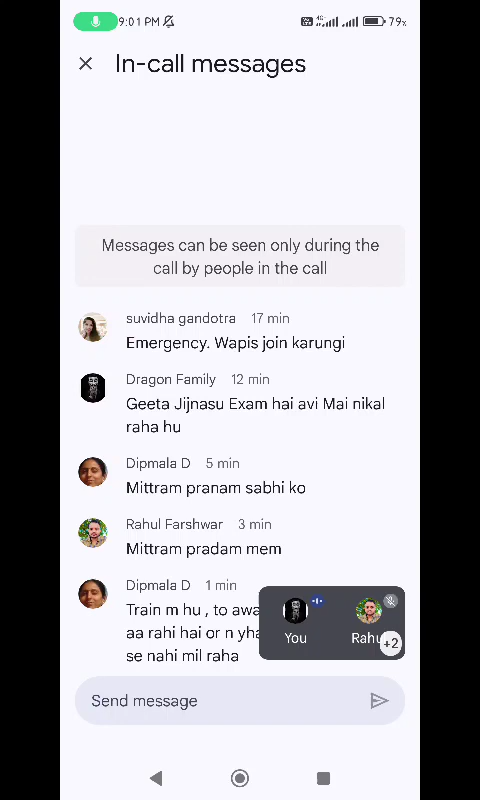 9:01 PM
79%
In-call messages
Messages can be seen only during the
call by people in the call
suvidha gandotra 17 min
Emergency. Wapis join karungi
Dragon Family 12 min
Geeta Jijnasu Exam hai avi Mai nikal
raha hu
Dipmala D 5 min
Mittram pranam sabhi ko
Rahul Farshwar 3 min
Mittram pradam mem
Dipmala D 1 min
Train m hu , to awa
aa rahi hai or n yha
se nahi mil raha
You
Rahu
+2
Send message